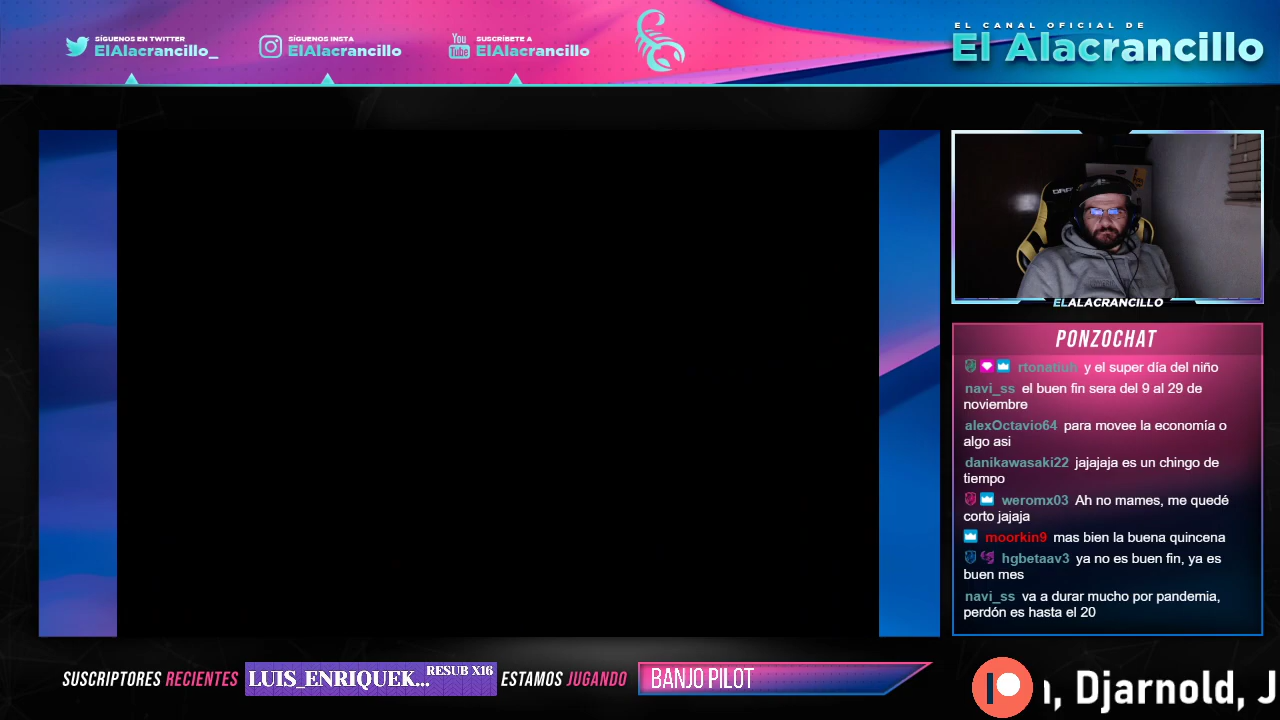 SÍGUENOS EN TWITTER
ElAlacrancillo_
SÍGUENOS INSTA
ElAlacrancillo
You
Tube
SUSCRÍBETE A
ElAlacrancillo
EL CANAL OFICIAL DE
El Alacrancillo
ELALACRANCILLO
PONZOCHAT
rtonatiuh y el super día del niño
navi_ss el buen fin sera del 9 al 29 de
noviembre
alexOctavio64 para movee la economía o
algo asi
danikawasaki22 jajajaja es un chingo de
tiempo
weromx03 Ah no mames, me quedé
corto jajaja
moorkin9 mas bien la buena quincena
hgbetaav3 ya no es buen fin, ya es
buen mes
navi_ss va a durar mucho por pandemia,
perdón es hasta el 20
SUSCRIPTORES RECIENTES
LUIS_ENRIQUEK...
RESUB X16
ESTAMOS JUGANDO
BANJO PILOT
, Djarnold, J